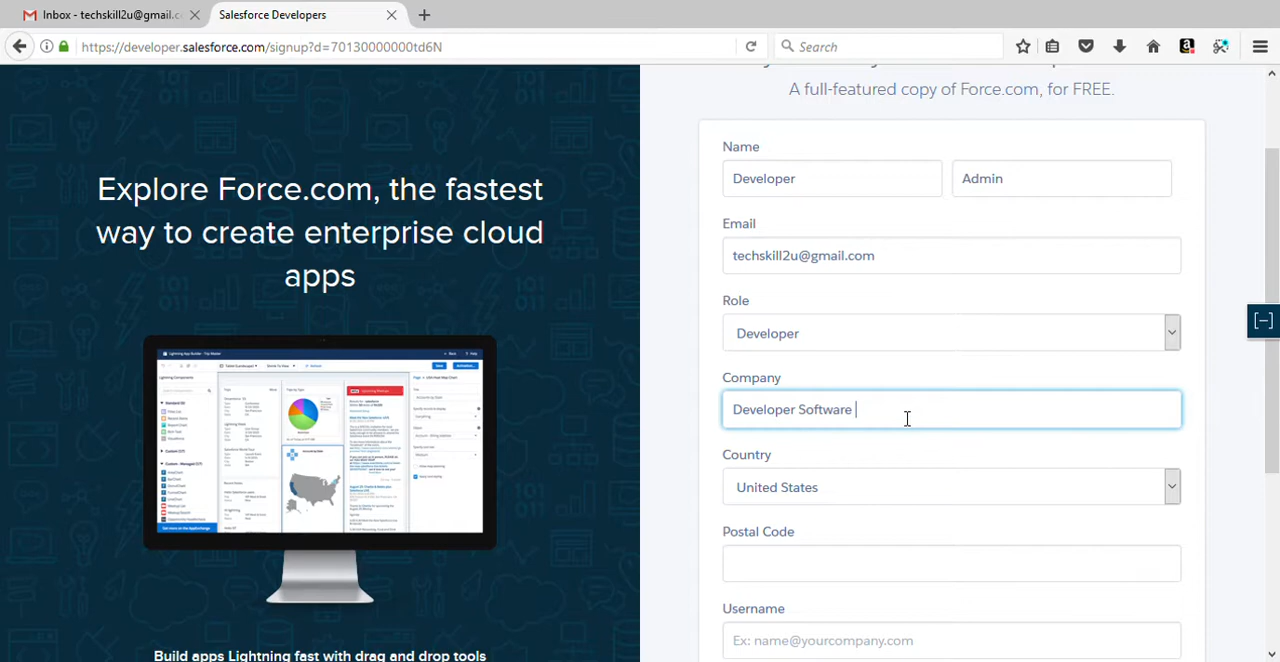 Inbox - techskill2u@gmail.c
Salesforce Developers
https://developer.salesforce.com/signup?d=70130000000td6N
Search
Explore Force.com, the fastest
way to create enterprise cloud
apps
Build apps Lightning fast with drag and drop tools
A full-featured copy of Force.com, for FREE.
Name
Developer
Admin
Email
techskill2u@gmail.com
Role
Developer
Company
Developer Software
Country
United States
Postal Code
Username
Ex: name@yourcompany.com